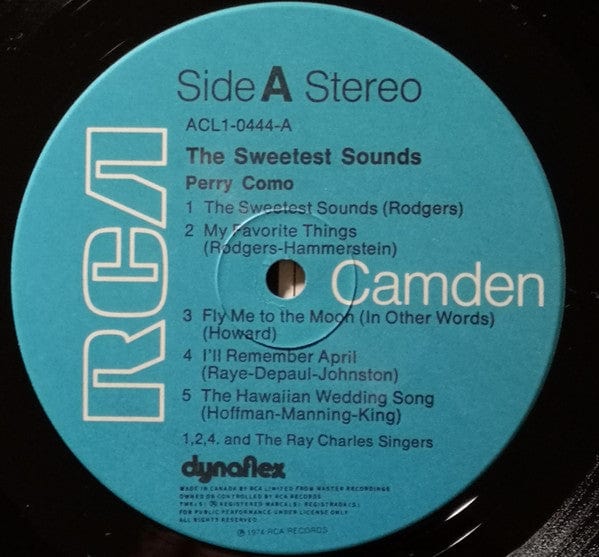 Side A Stereo
ACL1-0444-A
The Sweetest Sounds
Perry Como
1 The Sweetest Sounds (Rodgers)
2 My Favorite Things
(Rodgers-Hammerstein)
RCA
Camden
3 Fly Me to the Moon (In Other Words)
(Howard)
4 I'll Remember April
(Raye-Depaul-Johnston)
5 The Hawaiian Wedding Song
(Hoffman-Manning-King)
1,2,4. and The Ray Charles Singers
dynaflex
MADE IN CANADA BY RCA LIMITED FROM MASTER RECORDINGS
OWNED OR CONTROLLED BY RCA RECORDS
TMK(S) ® REGISTERED MARCA(S) REGISTRADA(S)
FOR PUBLIC PERFORMANCE UNDER LICENSE ONLY
ALL RIGHTS RESERVED
℗ 1974 RCA RECORDS